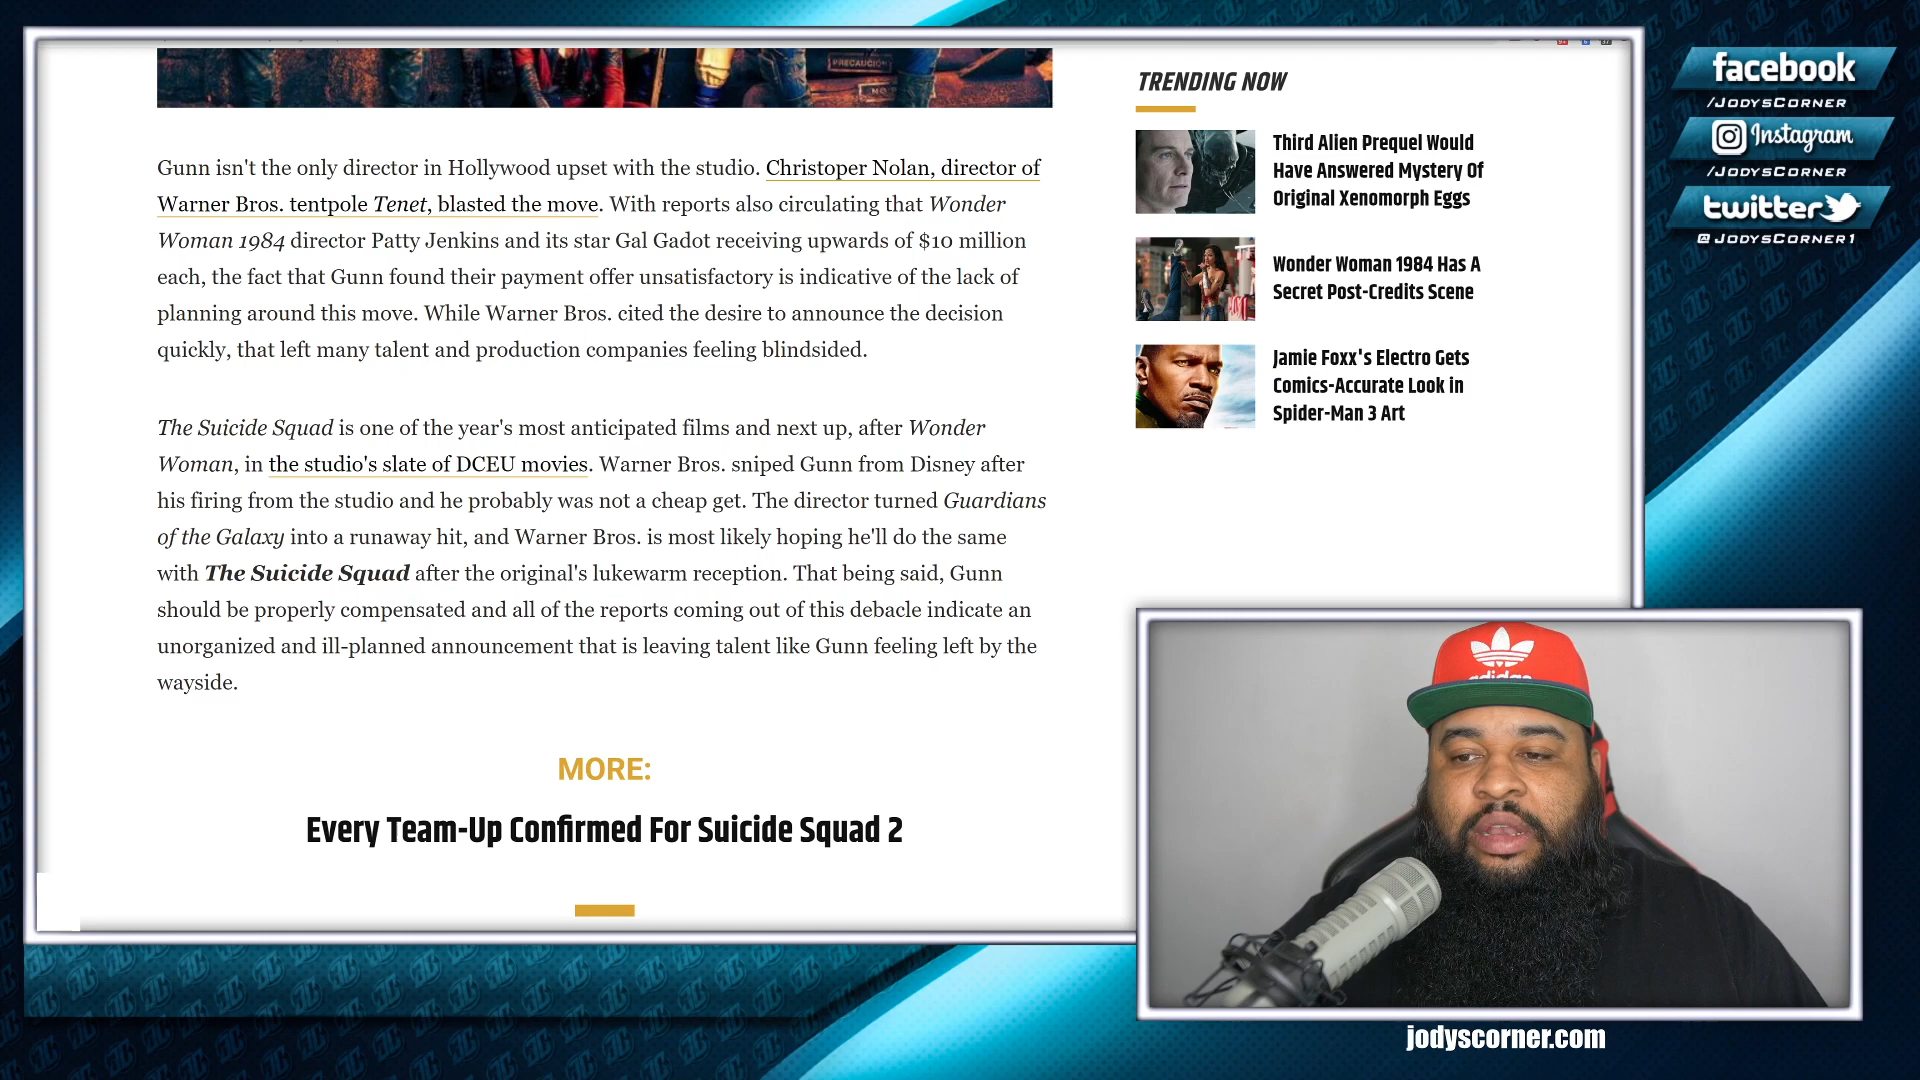 PRECAUCIÓN
NO
Gunn isn't the only director in Hollywood upset with the studio. Christoper Nolan, director of
Warner Bros. tentpole Tenet, blasted the move. With reports also circulating that Wonder
Woman 1984 director Patty Jenkins and its star Gal Gadot receiving upwards of $10 million
each, the fact that Gunn found their payment offer unsatisfactory is indicative of the lack of
planning around this move. While Warner Bros. cited the desire to announce the decision
quickly, that left many talent and production companies feeling blindsided.
The Suicide Squad is one of the year's most anticipated films and next up, after Wonder
Woman, in the studio's slate of DCEU movies. Warner Bros. sniped Gunn from Disney after
his firing from the studio and he probably was not a cheap get. The director turned Guardians
of the Galaxy into a runaway hit, and Warner Bros. is most likely hoping he'll do the same
with The Suicide Squad after the original's lukewarm reception. That being said, Gunn
should be properly compensated and all of the reports coming out of this debacle indicate an
unorganized and ill-planned announcement that is leaving talent like Gunn feeling left by the
wayside.
MORE:
Every Team-Up Confirmed For Suicide Squad 2
TRENDING NOW
Third Alien Prequel Would
Have Answered Mystery Of
Original Xenomorph Eggs
Wonder Woman 1984 Has A
Secret Post-Credits Scene
Jamie Foxx's Electro Gets
Comics-Accurate Look in
Spider-Man 3 Art
facebook
/JodysCorner
Instagram
/JodysCorner
twitter
@JodysCorner1
adidas
jodyscorner.com